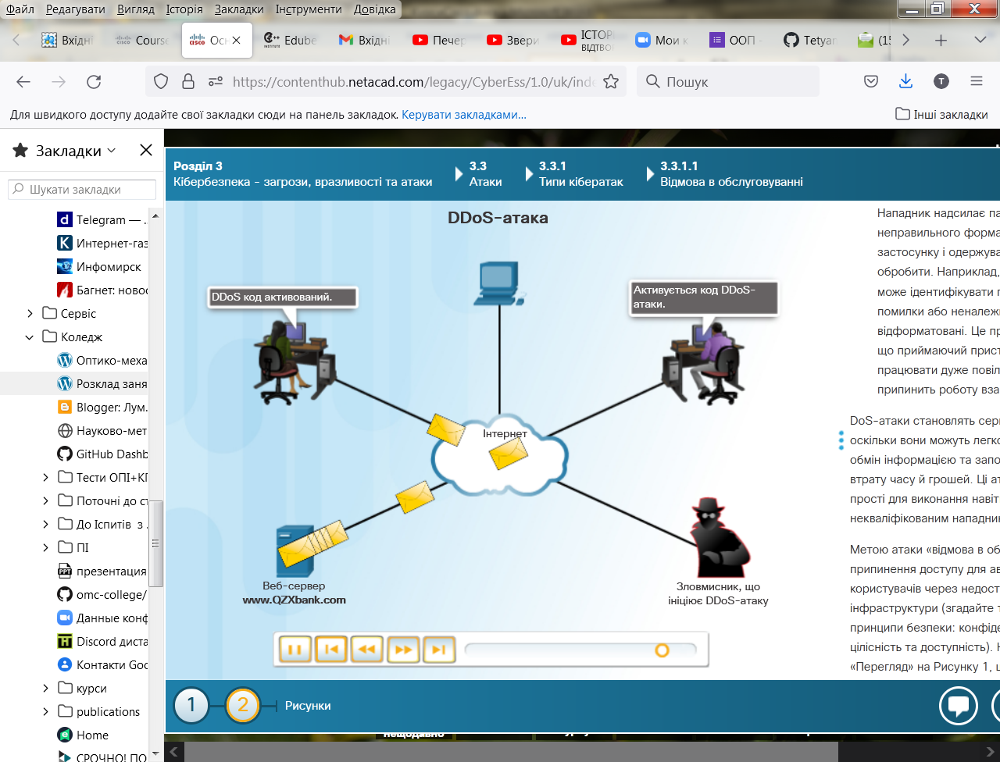 Файл Редагувати Вигляд Історія Закладки Інструменти Довідка
Вхідні
Course
Осн
Edube
Вхідні
Печер
Звери
ІСТОР
ВІДТВО
Мои к
ООП -
Tetyan
(15
https://contenthub.netacad.com/legacy/CyberEss/1.0/uk/inde
Пошук
T
Для швидкого доступу додайте свої закладки сюди на панель закладок. Керувати закладками…
Інші закладки
Закладки
Шукати закладки
Telegram — .
Интернет-газ
Инфомирск
Багнет: новос
Сервіс
Коледж
Оптико-меха
Розклад заня
Blogger: Лум.
Науково-мет
GitHub Dashb
Тести ОПІ+КГ
Поточні до ст
До Іспитів з .
ПІ
презентация
omc-college/
Данные конф
Discord диста
Контакти Goo
курси
publications
Home
СРОЧНО! ПО
Розділ 3
Кібербезпека – загрози, вразливості та атаки
3.3
Атаки
3.3.1
Типи кібератак
3.3.1.1
Відмова в обслуговуванні
DDoS-атака
DDoS код активований.
Активується код DDoS-
атаки.
Інтернет
Веб-сервер
www.QZXbank.com
Зловмисник, що
ініціює DDoS-атаку
Нападник надсилає па
неправильного форма
застосунку і одержува
обробити. Наприклад,
може ідентифікувати п
помилки або неналежн
відформатовані. Це пр
що приймаючий прист
працювати дуже повіл
припинить роботу вза
DoS-атаки становлять сері
оскільки вони можуть легко
обмін інформацією та запо
втрату часу й грошей. Ці ат
прості для виконання навіт
некваліфікованим нападник
Метою атаки «відмова в об
припинення доступу для ав
користувачів через недост
інфраструктури (згадайте т
принципи безпеки: конфіде
цілісність та доступність). Н
«Перегляд» на Рисунку 1, щ
1
2
Рисунки
нещодавно